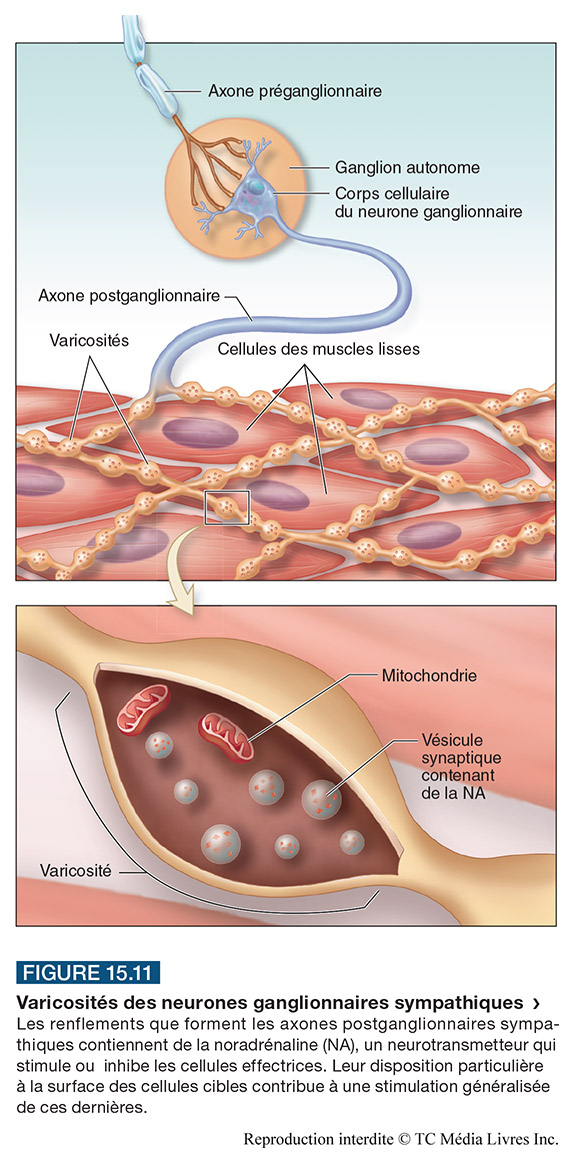 Axone préganglionnaire
Ganglion autonome
Corps cellulaire
du neurone ganglionnaire
Axone postganglionnaire
Varicosités
Cellules des muscles lisses
Mitochondrie
Vésicule
synaptique
contenant
de la NA
Varicosité
FIGURE 15.11
Varicosités des neurones ganglionnaires sympathiques ›
Les renflements que forment les axones postganglionnaires sympa-
thiques contiennent de la noradrénaline (NA), un neurotransmetteur qui
stimule ou inhibe les cellules effectrices. Leur disposition particulière
à la surface des cellules cibles contribue à une stimulation généralisée
de ces dernières.
Reproduction interdite © TC Média Livres Inc.